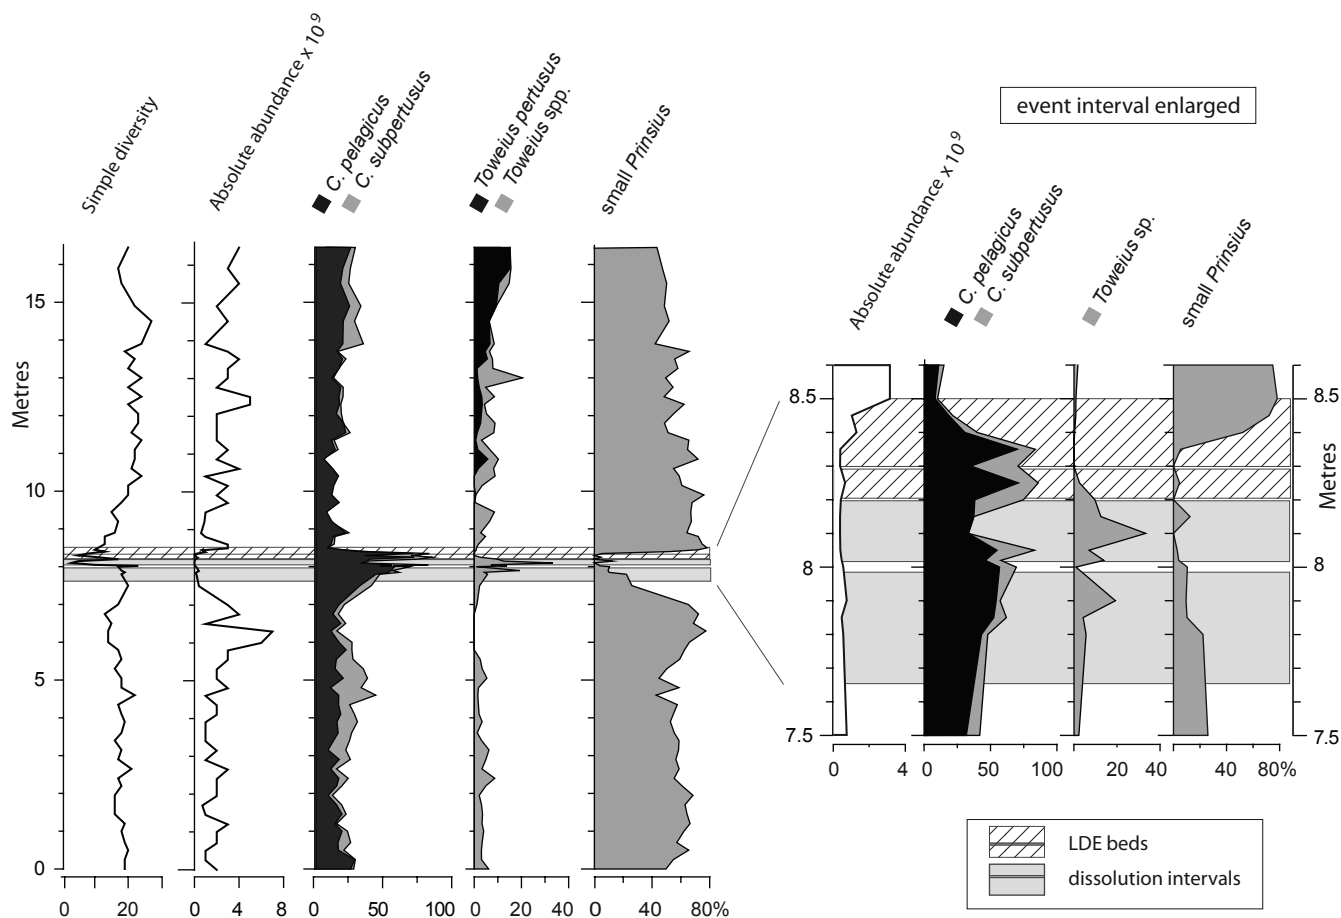 Simple diversity
Absolute abundance x 10⁹
C. pelagicus
C. subpertusus
Toweius pertusus
Toweius spp.
small Prinsius
Metres
15
10
5
0
0 20
0 4 8
0 50 100
0 20 40
0 40 80%
event interval enlarged
Absolute abundance x 10⁹
C. pelagicus
C. subpertusus
Toweius sp.
small Prinsius
8.5
8
7.5
8.5
8
7.5
Metres
0 4
0 50 100
20 40
40 80%
LDE beds
dissolution intervals